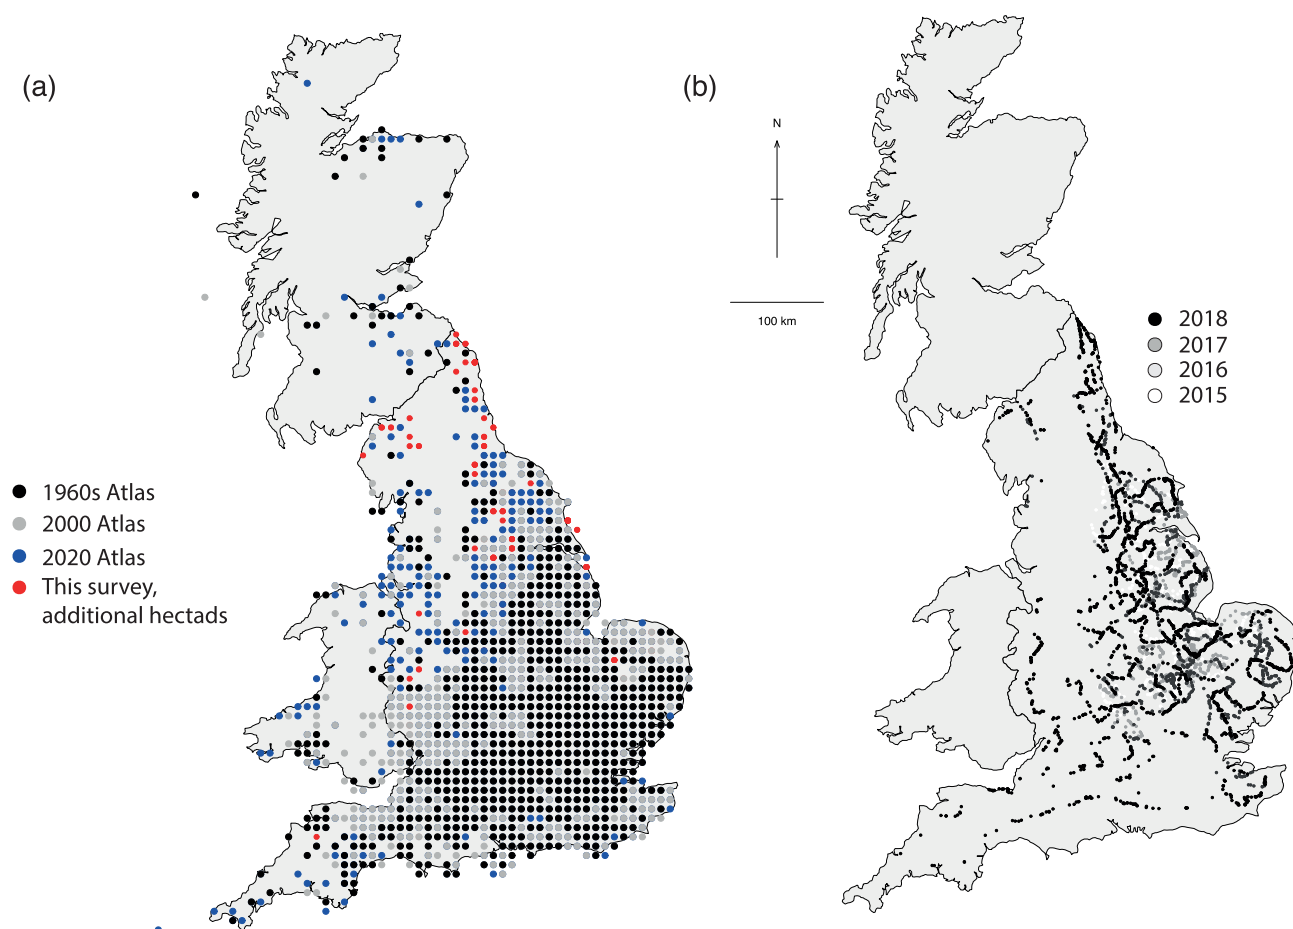 (a)
1960s Atlas
2000 Atlas
2020 Atlas
This survey,
additional hectads
(b)
N
100 km
2018
2017
2016
2015